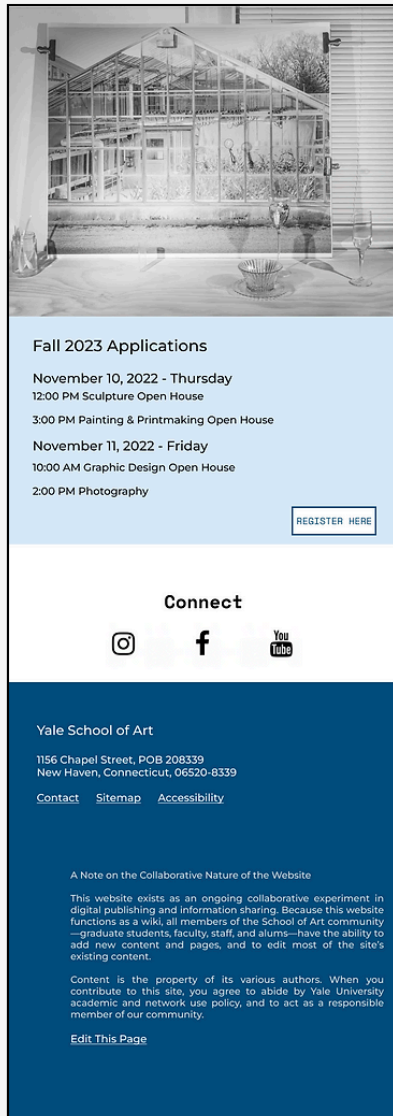 Fall 2023 Applications
November 10, 2022 - Thursday
12:00 PM Sculpture Open House
3:00 PM Painting & Printmaking Open House
November 11, 2022 - Friday
10:00 AM Graphic Design Open House
2:00 PM Photography
REGISTER HERE
Connect
You
Tube
Yale School of Art
1156 Chapel Street, POB 208339
New Haven, Connecticut, 06520-8339
Contact Sitemap Accessibility
A Note on the Collaborative Nature of the Website
This website exists as an ongoing collaborative experiment in
digital publishing and information sharing. Because this website
functions as a wiki, all members of the School of Art community
—graduate students, faculty, staff, and alums—have the ability to
add new content and pages, and to edit most of the site's
existing content.
Content is the property of its various authors. When you
contribute to this site, you agree to abide by Yale University
academic and network use policy, and to act as a responsible
member of our community.
Edit This Page